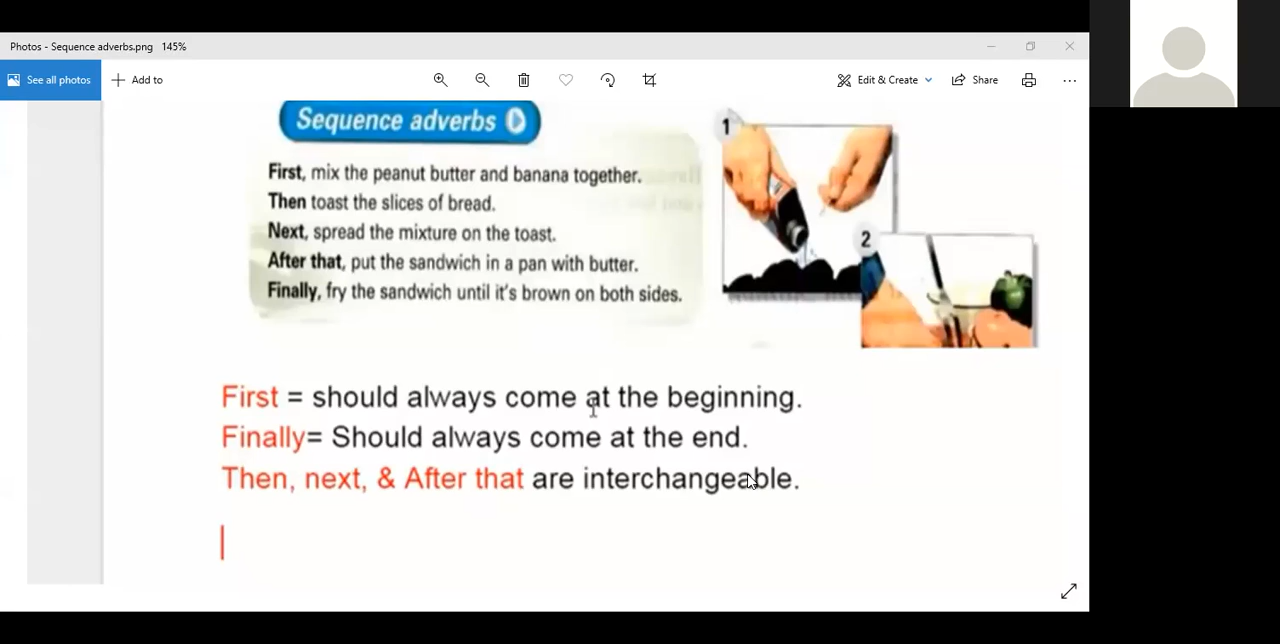 Photos - Sequence adverbs.png 145%
See all photos
Add to
Edit & Create
Share
Sequence adverbs
First, mix the peanut butter and banana together.
Then toast the slices of bread.
Next, spread the mixture on the toast.
After that, put the sandwich in a pan with butter.
Finally, fry the sandwich until it's brown on both sides.
1
2
First = should always come at the beginning.
Finally= Should always come at the end.
Then, next, & After that are interchangeable.